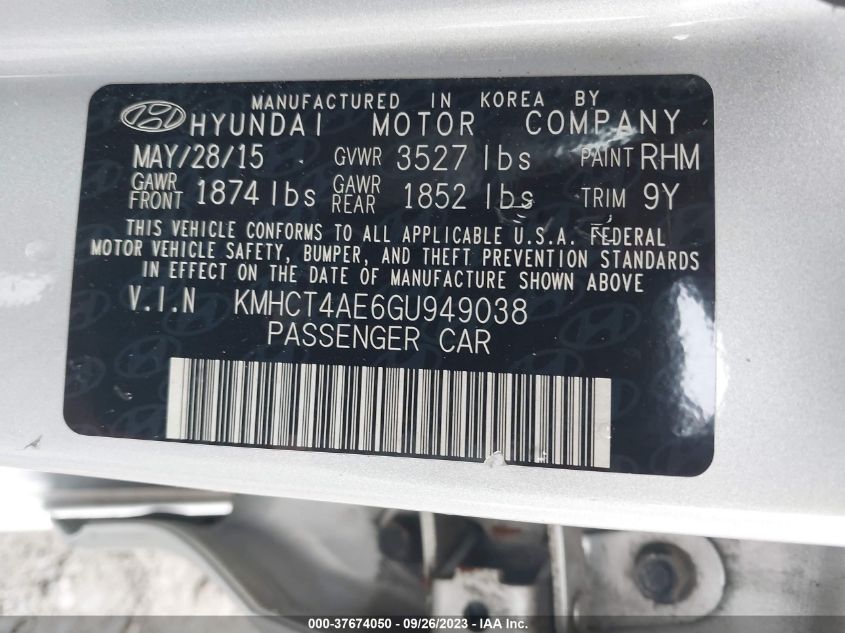 MANUFACTURED IN KOREA BY
HYUNDAI MOTOR COMPANY
MAY/28/15 GVWR 3527 lbs PAINT RHM
GAWR FRONT 1874 lbs GAWR REAR 1852 lbs TRIM 9Y
THIS VEHICLE CONFORMS TO ALL APPLICABLE U.S.A. FEDERAL
MOTOR VEHICLE SAFETY, BUMPER, AND THEFT PREVENTION STANDARDS
IN EFFECT ON THE DATE OF MANUFACTURE SHOWN ABOVE
V.I.N KMHCT4AE6GU949038
PASSENGER CAR
000-37674050 - 09/26/2023 - IAA Inc.